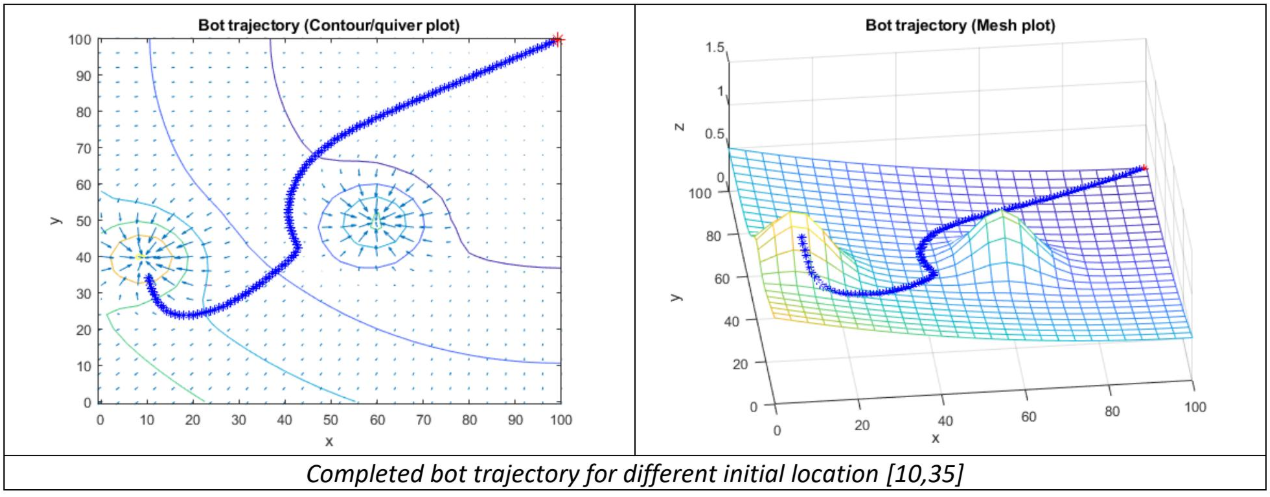 Bot trajectory (Contour/quiver plot)
100
90
80
70
60
50
40
30
20
10
0
y
0 10 20 30 40 50 60 70 80 90 100
x
Bot trajectory (Mesh plot)
1.5
1
0.5
0
z
100
80
60
40
20
0
y
0 20 40 60 80 100
x
Completed bot trajectory for different initial location [10,35]